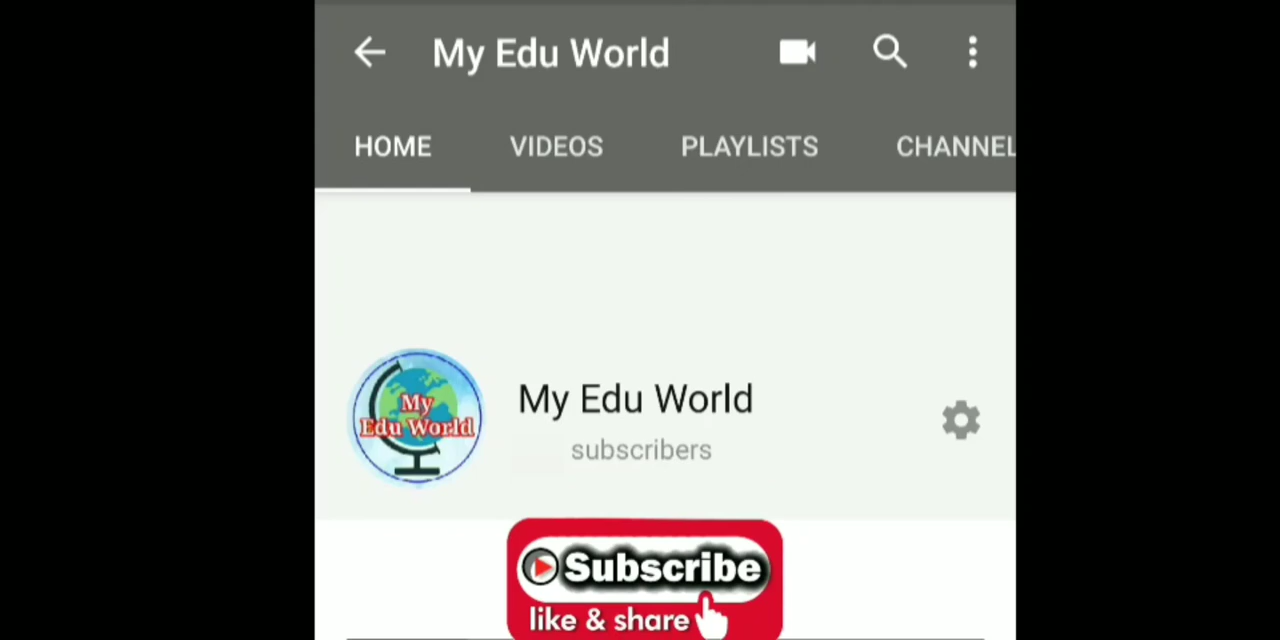 My Edu World
HOME VIDEOS PLAYLISTS CHANNEL
My
Edu World
My Edu World
subscribers
Subscribe
like & share